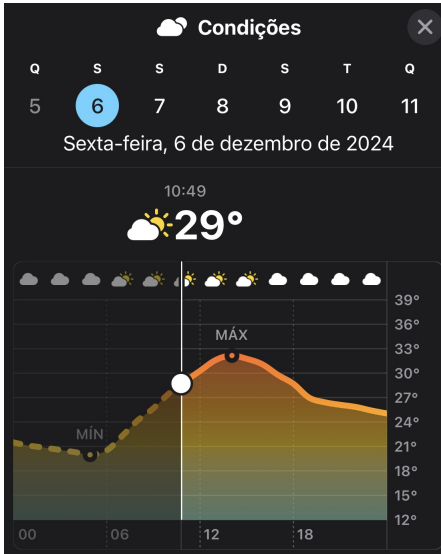 Condições
Q S S D S T Q
5 6 7 8 9 10 11
Sexta-feira, 6 de dezembro de 2024
10:49
29°
39°
36°
MÁX
33°
30°
27°
24°
MÍN
21°
18°
15°
12°
00 06 12 18